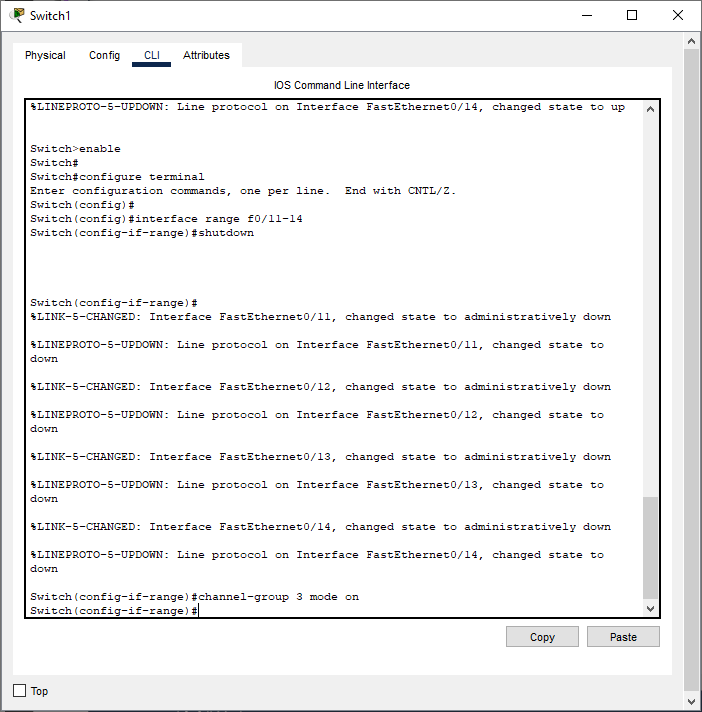 Switch1
Physical Config CLI Attributes
IOS Command Line Interface
%LINEPROTO-5-UPDOWN: Line protocol on Interface FastEthernet0/14, changed state to up
Switch>enable
Switch#
Switch#configure terminal
Enter configuration commands, one per line.  End with CNTL/Z.
Switch(config)#
Switch(config)#interface range f0/11-14
Switch(config-if-range)#shutdown
Switch(config-if-range)#
%LINK-5-CHANGED: Interface FastEthernet0/11, changed state to administratively down
%LINEPROTO-5-UPDOWN: Line protocol on Interface FastEthernet0/11, changed state to
down
%LINK-5-CHANGED: Interface FastEthernet0/12, changed state to administratively down
%LINEPROTO-5-UPDOWN: Line protocol on Interface FastEthernet0/12, changed state to
down
%LINK-5-CHANGED: Interface FastEthernet0/13, changed state to administratively down
%LINEPROTO-5-UPDOWN: Line protocol on Interface FastEthernet0/13, changed state to
down
%LINK-5-CHANGED: Interface FastEthernet0/14, changed state to administratively down
%LINEPROTO-5-UPDOWN: Line protocol on Interface FastEthernet0/14, changed state to
down
Switch(config-if-range)#channel-group 3 mode on
Switch(config-if-range)#
Copy Paste
Top